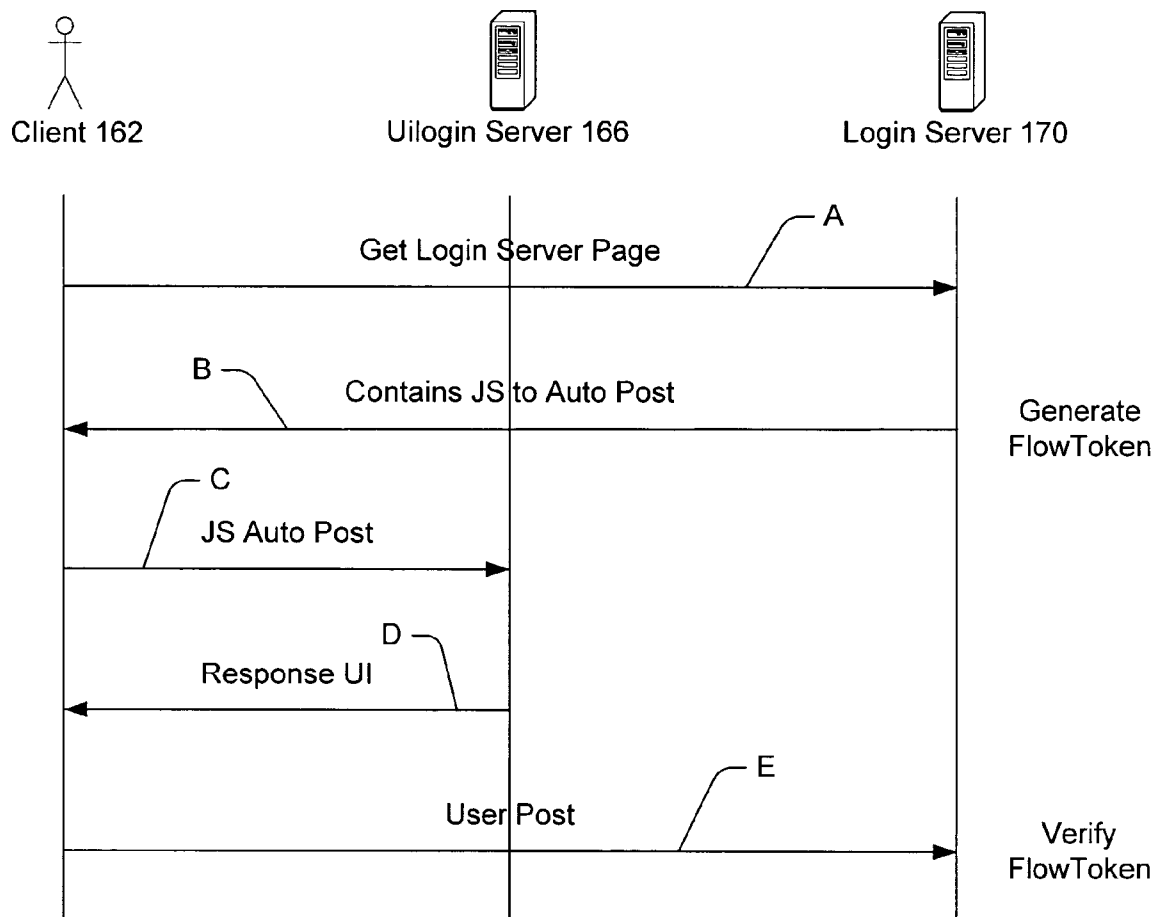 Client 162
Uilogin Server 166
Login Server 170
A
Get Login Server Page
B
Contains JS to Auto Post
Generate
FlowToken
C
JS Auto Post
D
Response UI
E
User Post
Verify
FlowToken